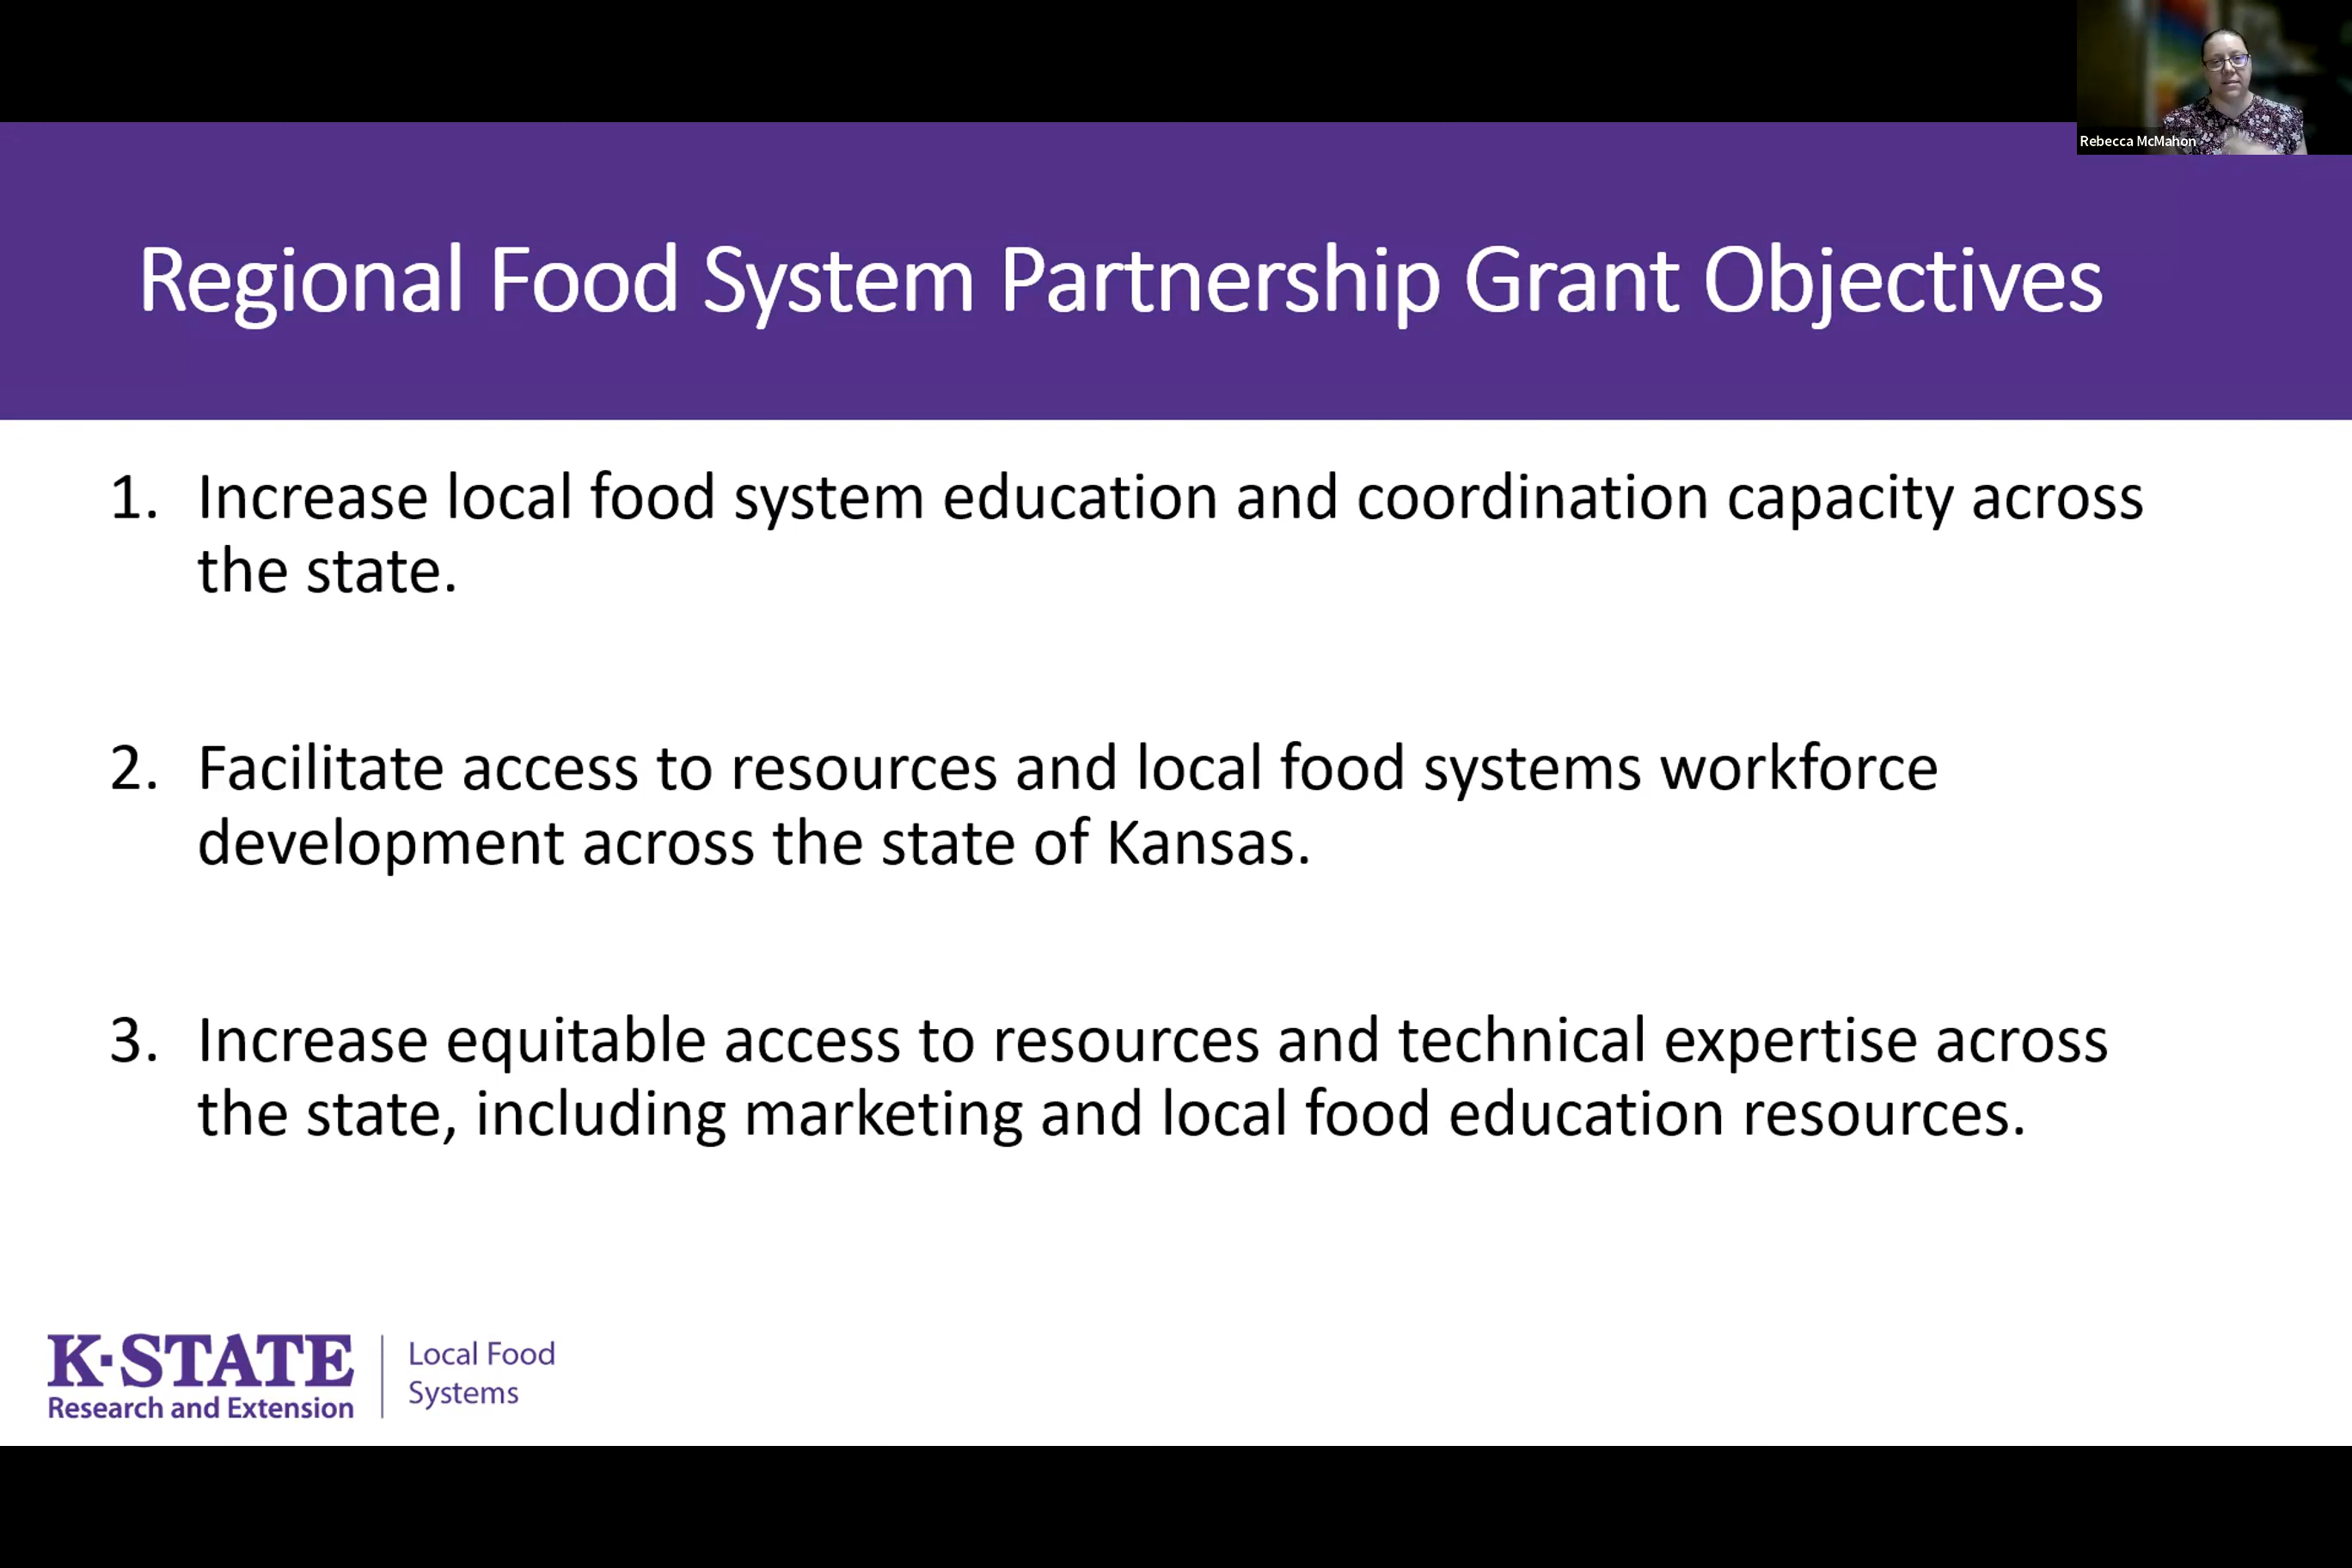 Rebecca McMahon
Regional Food System Partnership Grant Objectives
1. Increase local food system education and coordination capacity across
the state.
2. Facilitate access to resources and local food systems workforce
development across the state of Kansas.
3. Increase equitable access to resources and technical expertise across
the state, including marketing and local food education resources.
K·STATE
Research and Extension
Local Food
Systems